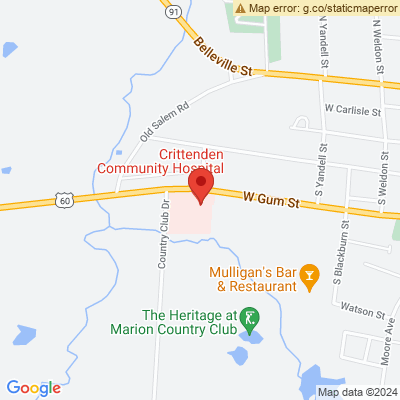 Map error: g.co/staticmaperror
91
Belleville St
N Yandell St
N Weldon St
W Carlisle St
Old Salem Rd
Crittenden
Community Hospital
S Yandell St
S Weldon St
60
W Gum St
Country Club Dr
S Blackburn St
Mulligan's Bar
& Restaurant
The Heritage at
Marion Country Club
Watson St
Moore Ave
Google
Map data ©2024